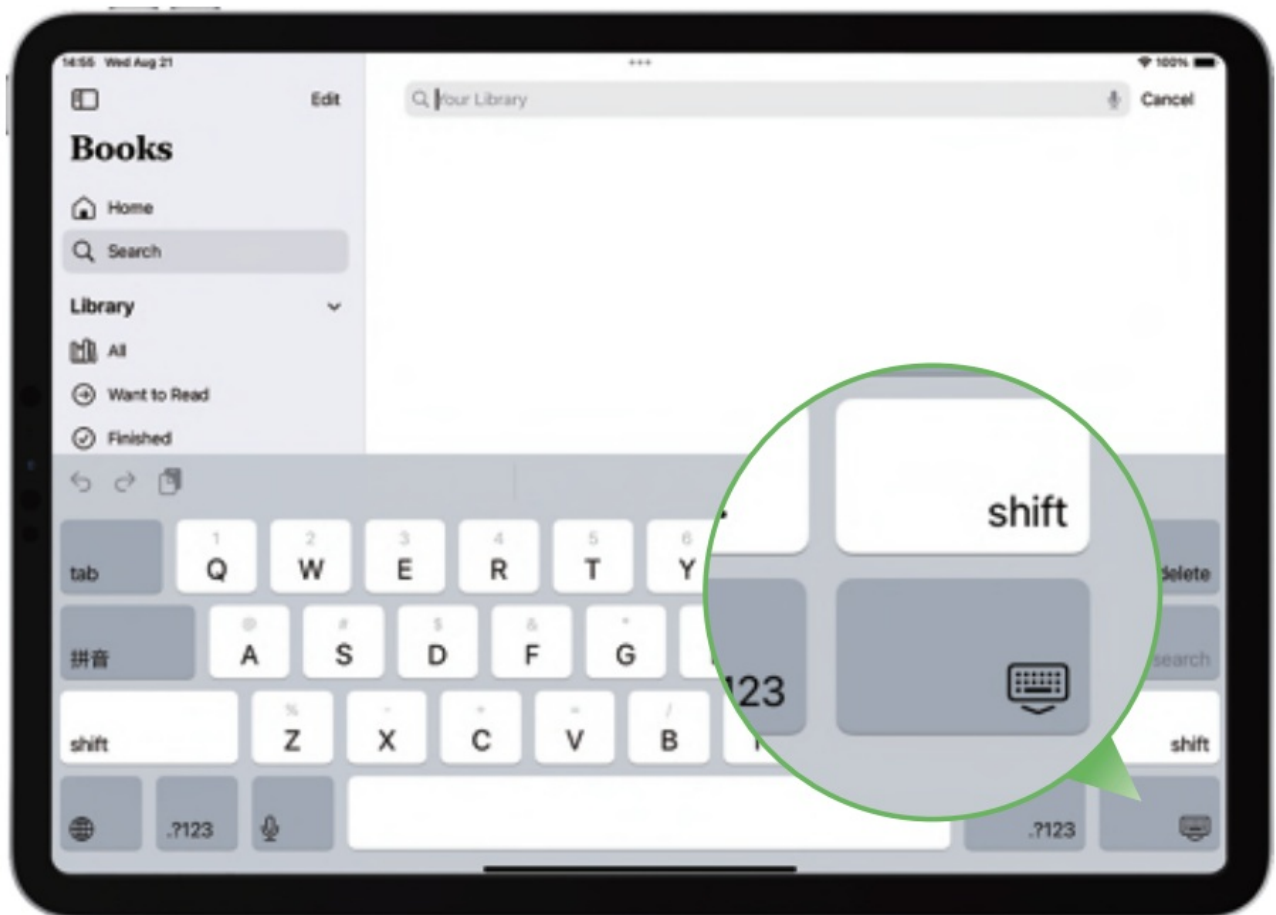 14:55 Wed Aug 21
100%
Edit
Your Library
Cancel
Books
Home
Search
Library
All
Want to Read
Finished
tab
1 2 3 4 5 6
Q W E R T Y
delete
拼音
@ # $ & *
A S D F G
search
shift
% - + = /
Z X C V B
shift
.?123
.?123
shift
123